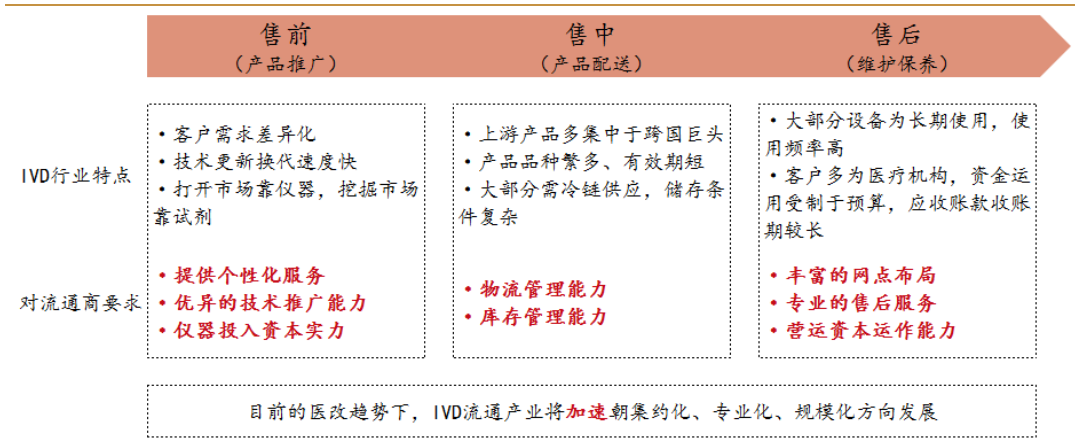 售前
（产品推广）
售中
（产品配送）
售后
（维护保养）
IVD行业特点
•客户需求差异化
•技术更新换代速度快
•打开市场靠仪器，挖掘市场
靠试剂
•上游产品多集中于跨国巨头
•产品品种繁多、有效期短
•大部分需冷链供应，储存条
件复杂
•大部分设备为长期使用，使
用频率高
•客户多为医疗机构，资金运
用受制于预算，应收账款收账
期较长
对流通商要求
•提供个性化服务
•优异的技术推广能力
•仪器投入资本实力
•物流管理能力
•库存管理能力
•丰富的网点布局
•专业的售后服务
•营运资本运作能力
目前的医改趋势下，IVD流通产业将加速朝集约化、专业化、规模化方向发展